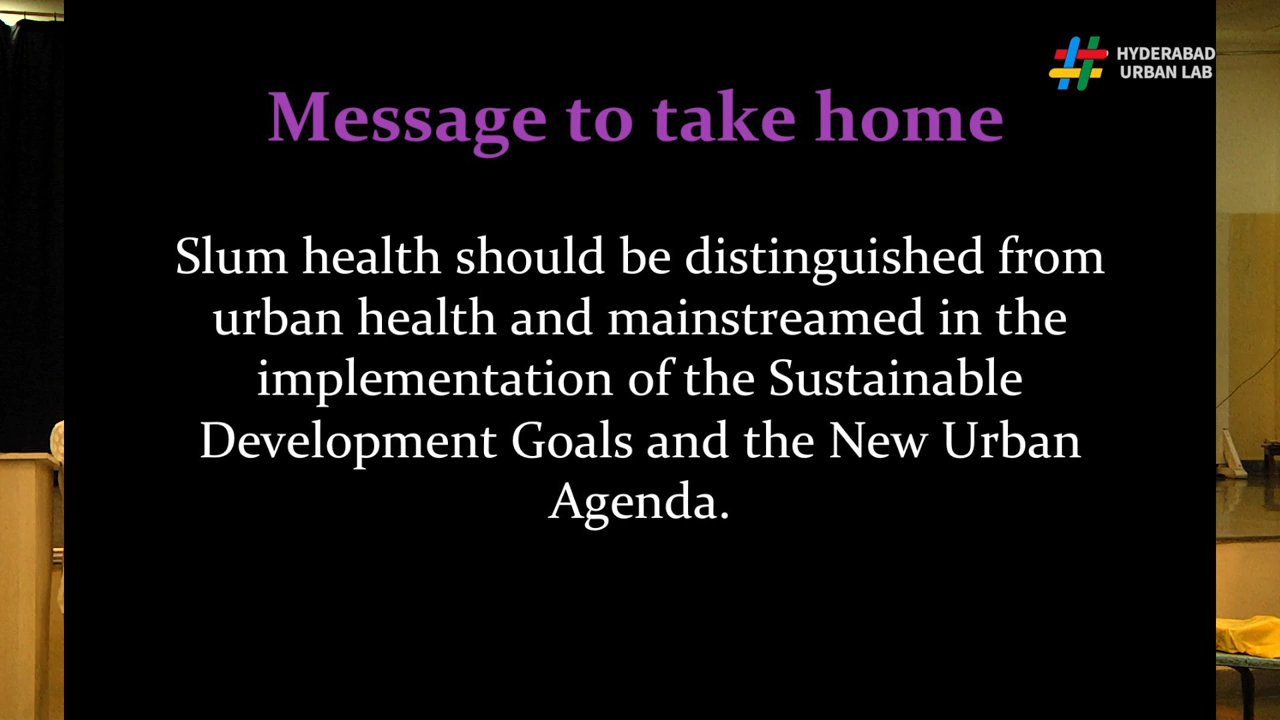 HYDERABAD
URBAN LAB
Message to take home
Slum health should be distinguished from
urban health and mainstreamed in the
implementation of the Sustainable
Development Goals and the New Urban
Agenda.